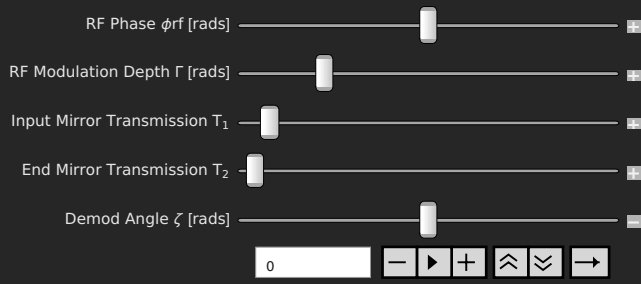 RF Phase ϕrf [rads]
RF Modulation Depth Γ [rads]
Input Mirror Transmission T₁
End Mirror Transmission T₂
Demod Angle ζ [rads]
0